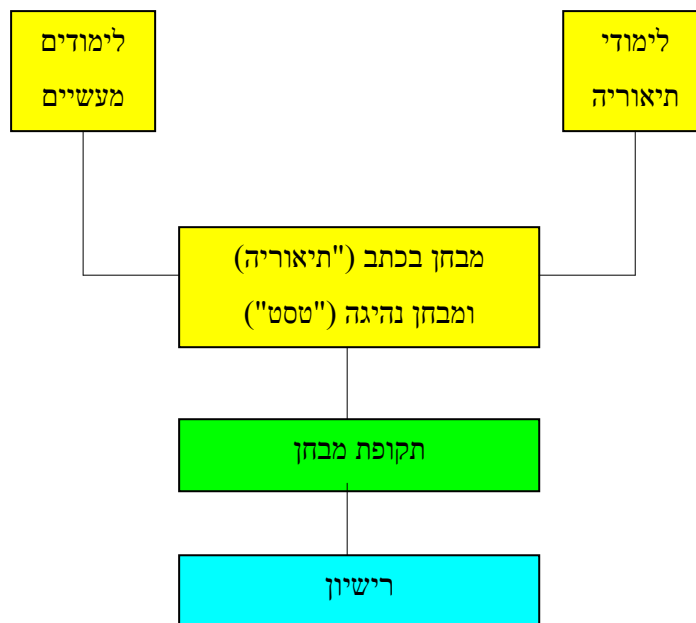 לימודי
תיאוריה
לימודים
מעשיים
מבחן בכתב ("תיאוריה)
ומבחן נהיגה ("טסט")
תקופת מבחן
רישיון